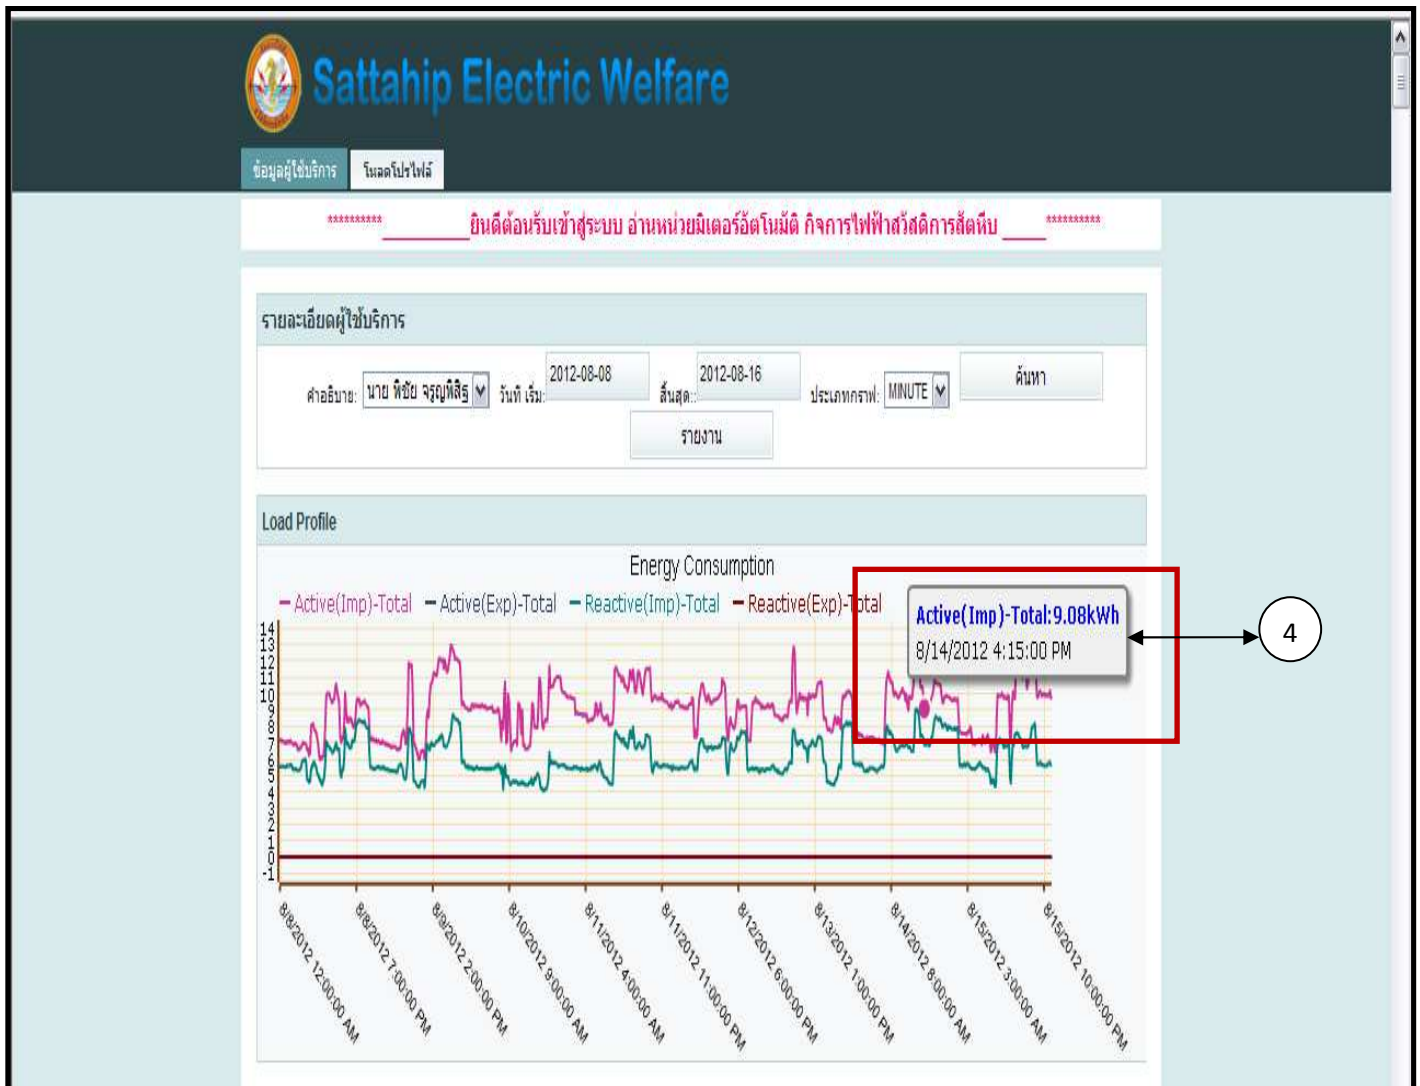 Sattahip Electric Welfare
ข้อมูลผู้ใช้บริการ โหลดโปรไฟล์
**********__________ยินดีต้อนรับเข้าสู่ระบบ อ่านหน่วยมิเตอร์อัตโนมัติ กิจการไฟฟ้าสวัสดิการสัตหีบ _____**********
รายละเอียดผู้ใช้บริการ
คำอธิบาย: นาย พิชัย จรูญพิสิฐ วันที่ เริ่ม: 2012-08-08 สิ้นสุด:: 2012-08-16 ประเภทกราฟ: MINUTE ค้นหา
รายงาน
Load Profile
Energy Consumption
Active(Imp)-Total Active(Exp)-Total Reactive(Imp)-Total Reactive(Exp)-Total
Active(Imp)-Total:9.08kWh
8/14/2012 4:15:00 PM
4
14
13
12
11
10
9
8
7
6
5
4
3
2
1
0
-1
8/8/2012 12:00:00 AM
8/8/2012 7:00:00 PM
8/9/2012 2:00:00 PM
8/10/2012 9:00:00 AM
8/11/2012 4:00:00 AM
8/11/2012 11:00:00 PM
8/12/2012 6:00:00 PM
8/13/2012 1:00:00 PM
8/14/2012 8:00:00 AM
8/15/2012 3:00:00 AM
8/15/2012 10:00:00 PM